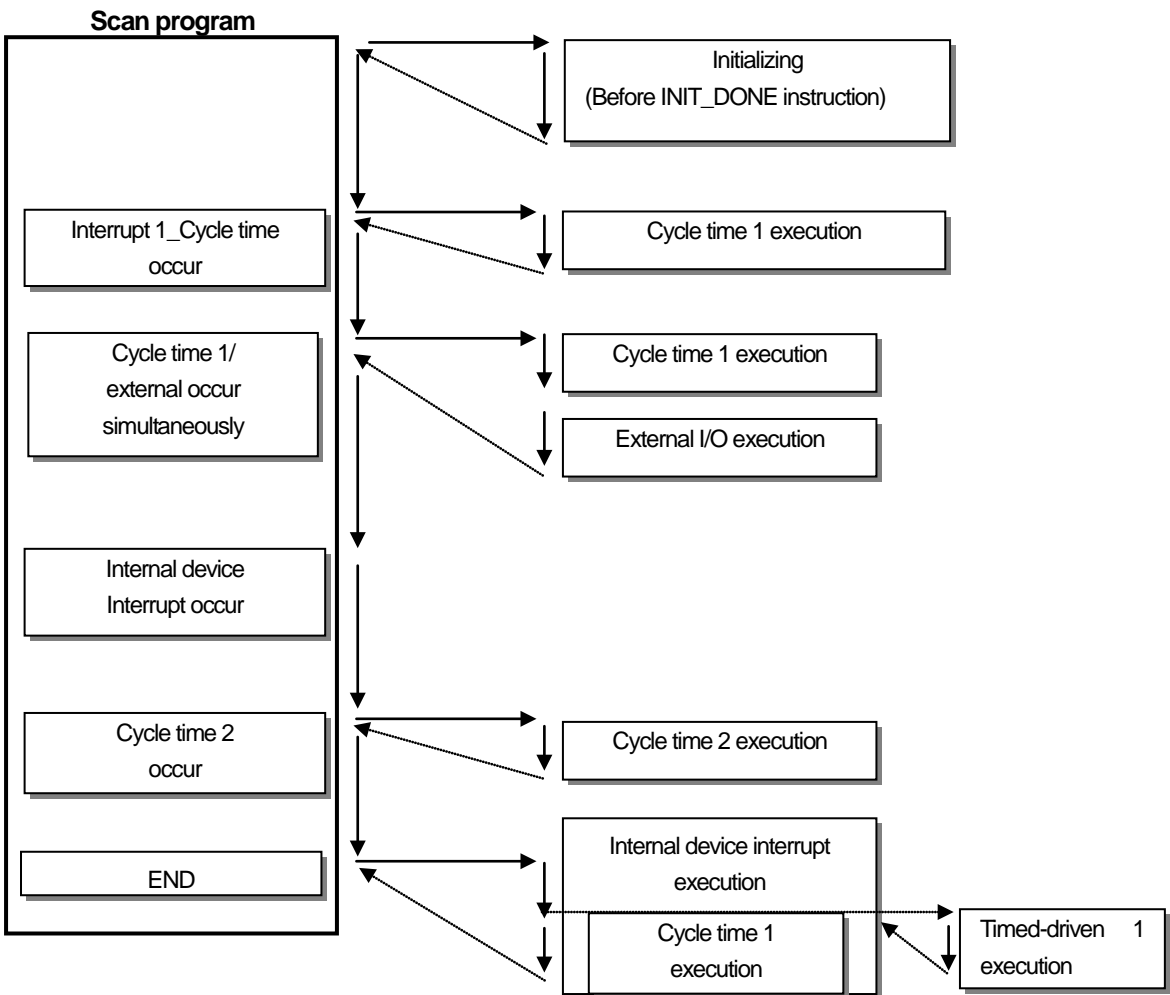 Scan program
Initializing
(Before INIT_DONE instruction)
Interrupt 1_Cycle time
occur
Cycle time 1 execution
Cycle time 1/
external occur
simultaneously
Cycle time 1 execution
External I/O execution
Internal device
Interrupt occur
Cycle time 2
occur
Cycle time 2 execution
END
Internal device interrupt
execution
Cycle time 1
execution
Timed-driven 1
execution